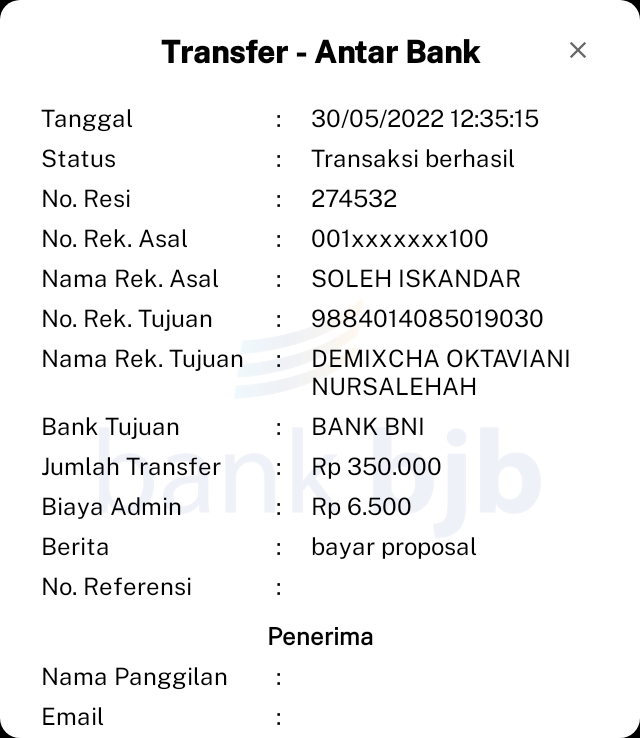 Transfer - Antar Bank ×
Tanggal : 30/05/2022 12:35:15
Status : Transaksi berhasil
No. Resi : 274532
No. Rek. Asal : 001xxxxxxx100
Nama Rek. Asal : SOLEH ISKANDAR
No. Rek. Tujuan : 9884014085019030
Nama Rek. Tujuan : DEMIXCHA OKTAVIANI
NURSALEHAH
Bank Tujuan : BANK BNI
Jumlah Transfer : Rp 350.000
Biaya Admin : Rp 6.500
Berita : bayar proposal
No. Referensi :
Penerima
Nama Panggilan :
Email :
bank bjb